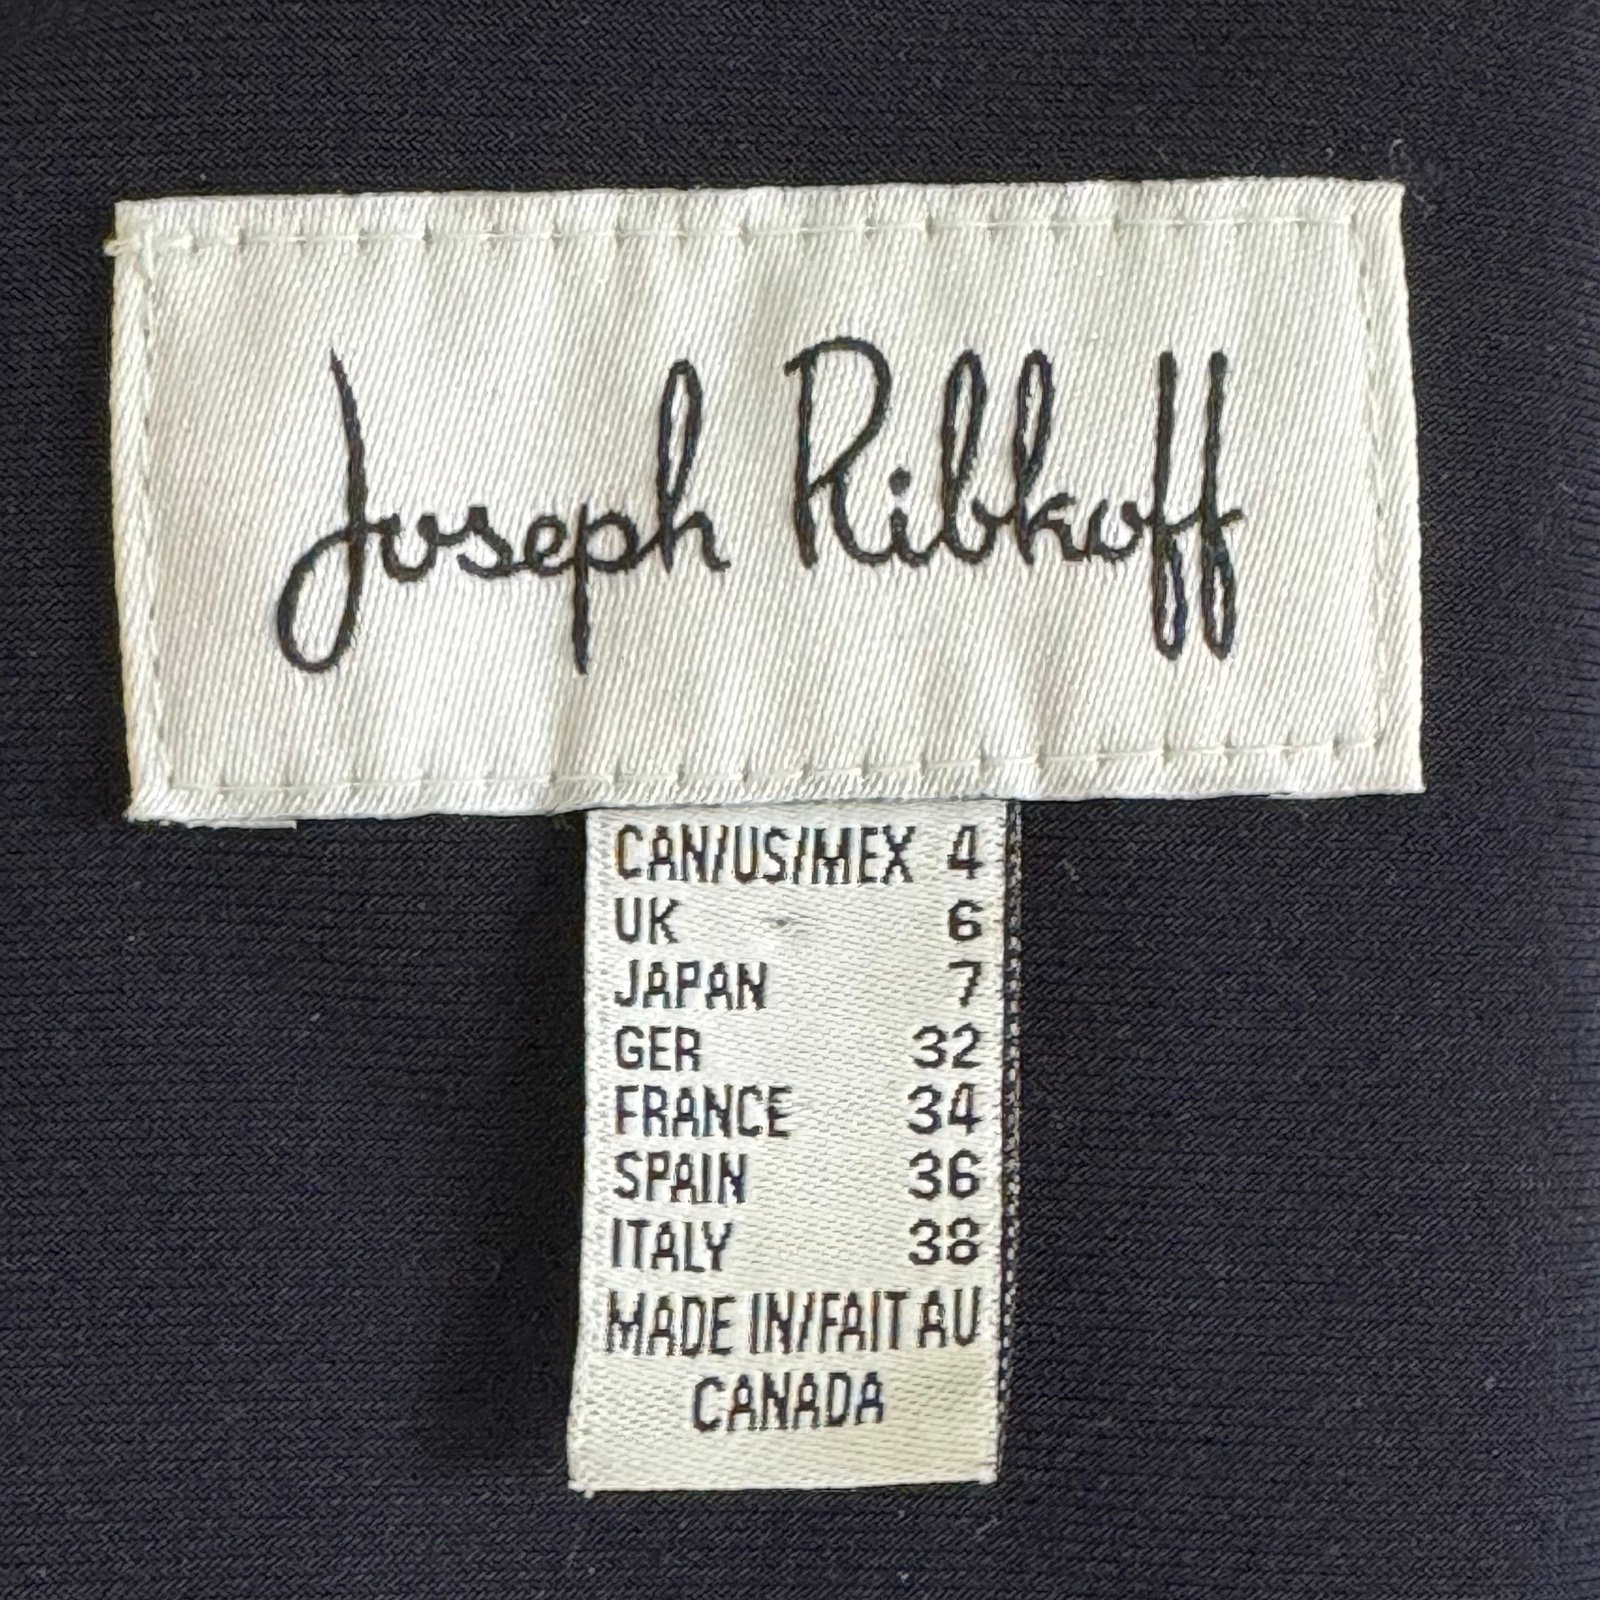 Joseph Ribkoff
CAN/US/MEX 4
UK 6
JAPAN 7
GER 32
FRANCE 34
SPAIN 36
ITALY 38
MADE IN/FAIT AU
CANADA